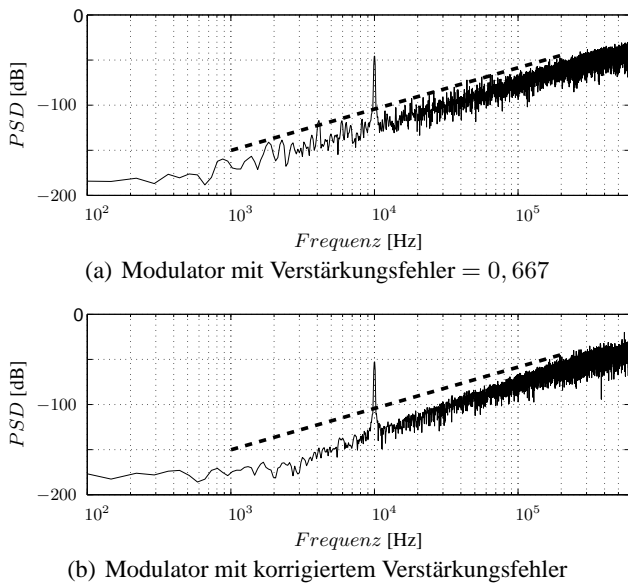 0
−100
−200
PSD [dB]
10² 10³ 10⁴ 10⁵
Frequenz [Hz]
(a) Modulator mit Verstärkungsfehler = 0, 667
0
−100
−200
PSD [dB]
10² 10³ 10⁴ 10⁵
Frequenz [Hz]
(b) Modulator mit korrigiertem Verstärkungsfehler